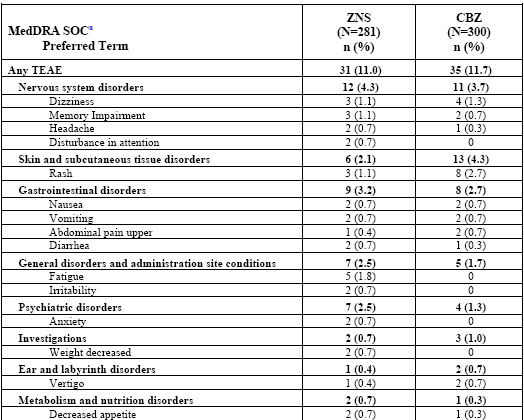 MedDRA SOCa Preferred Term ZNS (N=281) n (%) CBZ (N=300) n (%)
Any TEAE 31 (11.0) 35 (11.7)
Nervous system disorders 12 (4.3) 11 (3.7)
Dizziness 3 (1.1) 4 (1.3)
Memory Impairment 3 (1.1) 2 (0.7)
Headache 2 (0.7) 1 (0.3)
Disturbance in attention 2 (0.7) 0
Skin and subcutaneous tissue disorders 6 (2.1) 13 (4.3)
Rash 3 (1.1) 8 (2.7)
Gastrointestinal disorders 9 (3.2) 8 (2.7)
Nausea 2 (0.7) 2 (0.7)
Vomiting 2 (0.7) 2 (0.7)
Abdominal pain upper 1 (0.4) 2 (0.7)
Diarrhea 2 (0.7) 1 (0.3)
General disorders and administration site conditions 7 (2.5) 5 (1.7)
Fatigue 5 (1.8) 0
Irritability 2 (0.7) 0
Psychiatric disorders 7 (2.5) 4 (1.3)
Anxiety 2 (0.7) 0
Investigations 2 (0.7) 3 (1.0)
Weight decreased 2 (0.7) 0
Ear and labyrinth disorders 1 (0.4) 2 (0.7)
Vertigo 1 (0.4) 2 (0.7)
Metabolism and nutrition disorders 2 (0.7) 1 (0.3)
Decreased appetite 2 (0.7) 1 (0.3)